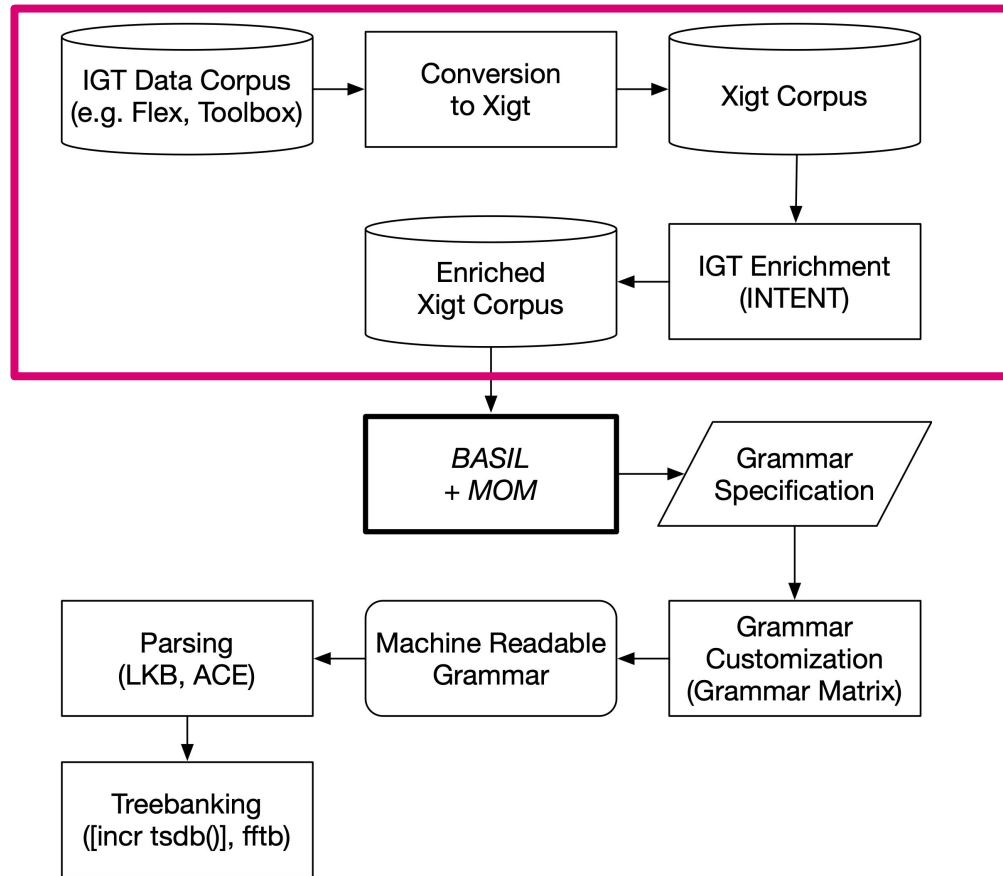 IGT Data Corpus
(e.g. Flex, Toolbox)
Conversion
to Xigt
Xigt Corpus
Enriched
Xigt Corpus
IGT Enrichment
(INTENT)
BASIL
+ MOM
Grammar
Specification
Parsing
(LKB, ACE)
Machine Readable
Grammar
Grammar
Customization
(Grammar Matrix)
Treebanking
([incr tsdb()], fftb)